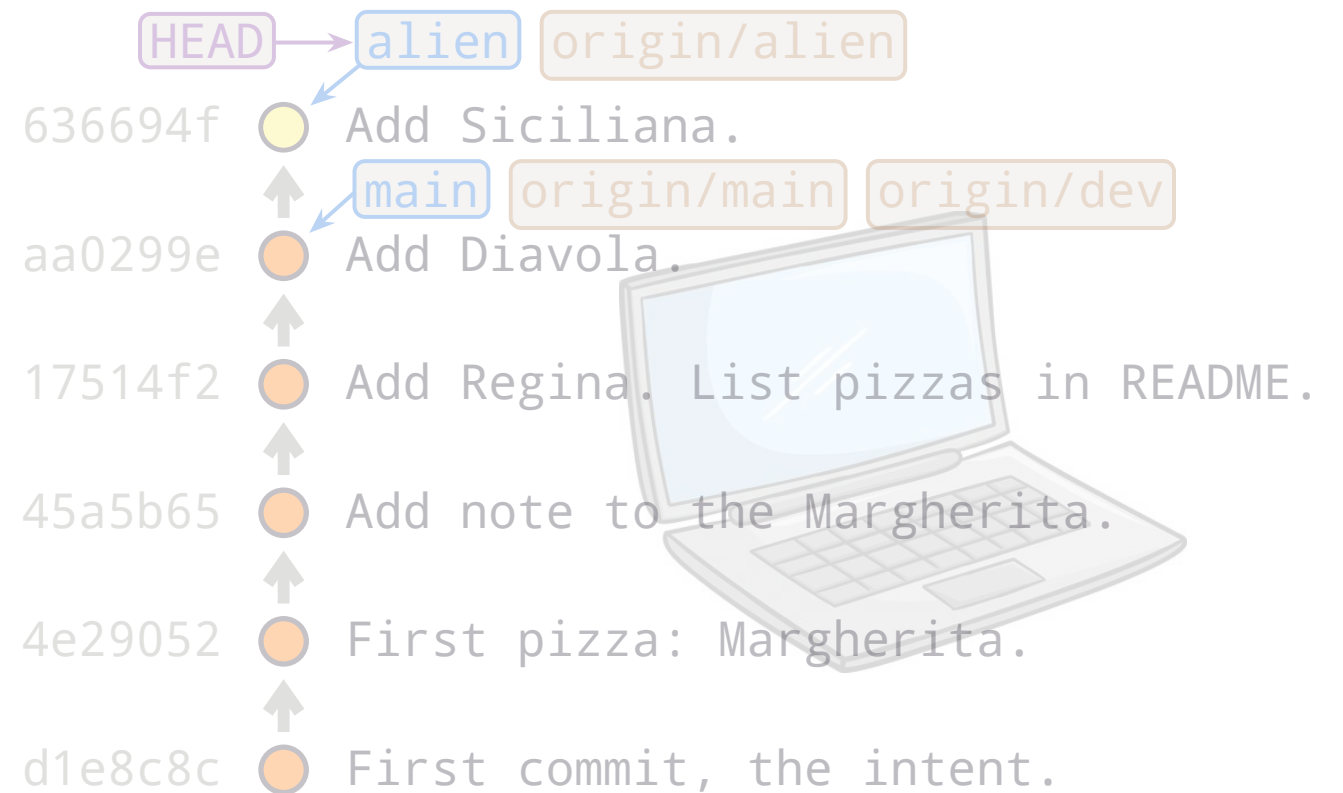 HEAD alien origin/alien
636694f Add Siciliana.
main origin/main origin/dev
aa0299e Add Diavola.
17514f2 Add Regina. List pizzas in README.
45a5b65 Add note to the Margherita.
4e29052 First pizza: Margherita.
d1e8c8c First commit, the intent.